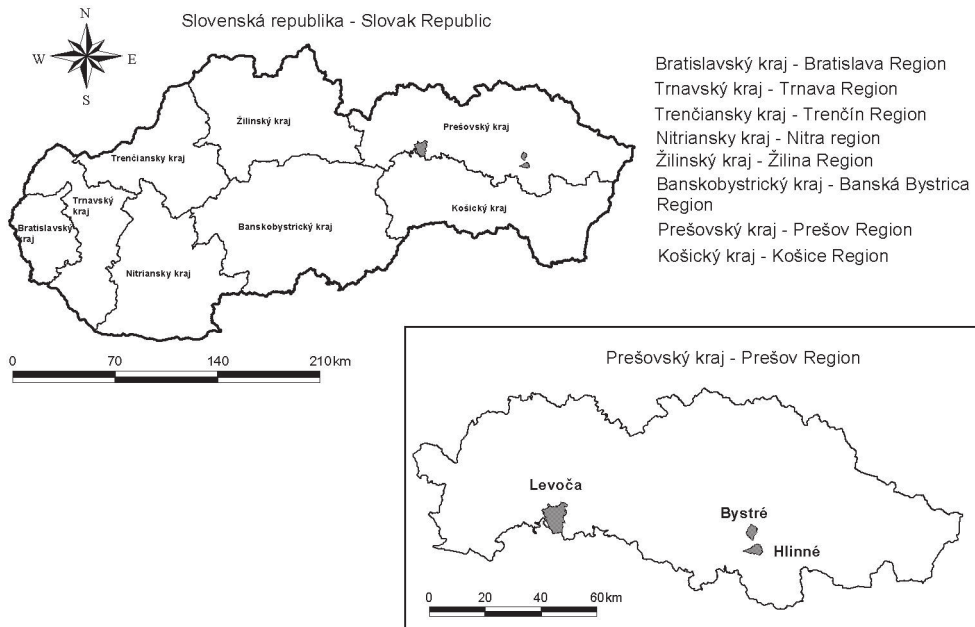 Slovenská republika - Slovak Republic
N
W E
S
Bratislavský kraj - Bratislava Region
Trnavský kraj - Trnava Region
Trenčiansky kraj - Trenčín Region
Nitriansky kraj - Nitra region
Žilinský kraj - Žilina Region
Banskobystrický kraj - Banská Bystrica
Region
Prešovský kraj - Prešov Region
Košický kraj - Košice Region
Žilinský kraj
Prešovský kraj
Trenčiansky kraj
Trnavský
kraj
Bratislavský
kraj
Banskobystrický kraj
Košický kraj
Nitriansky kraj
0 70 140 210km
Prešovský kraj - Prešov Region
Levoča
Bystré
Hlinné
0 20 40 60km